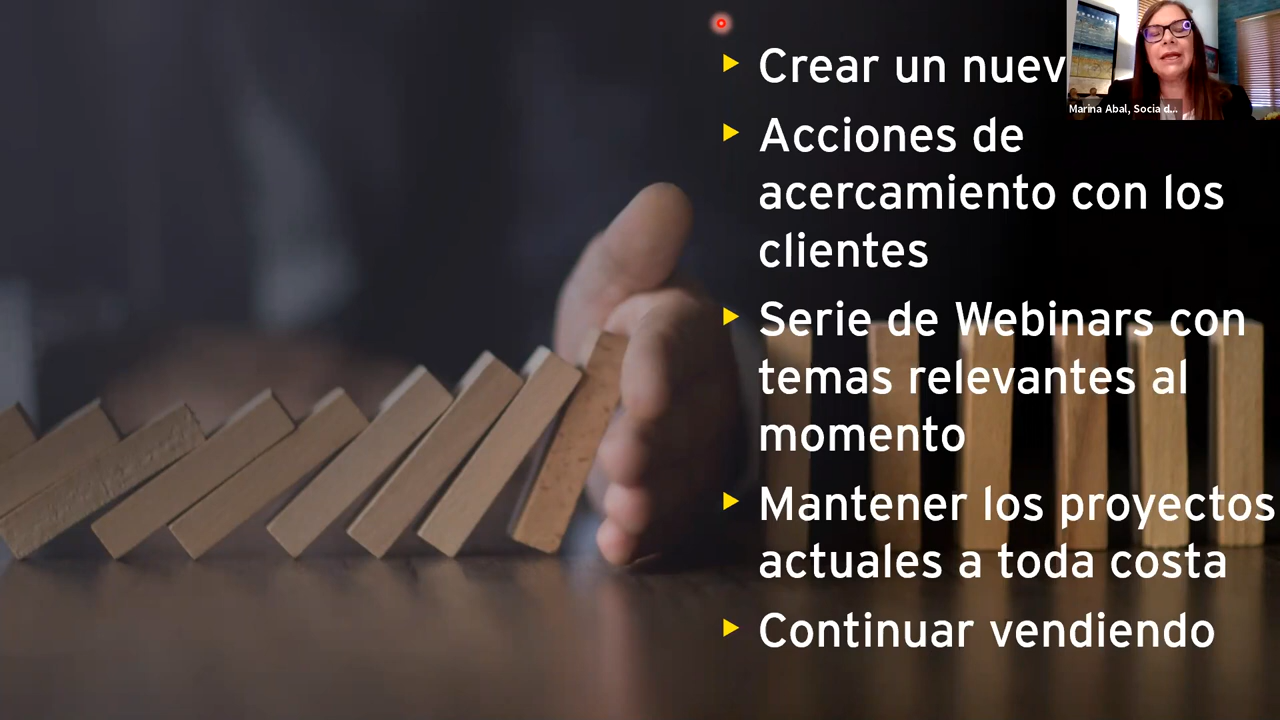 Crear un nuev
Marina Abal, Socia d...
Acciones de
acercamiento con los
clientes
Serie de Webinars con
temas relevantes al
momento
Mantener los proyectos
actuales a toda costa
Continuar vendiendo